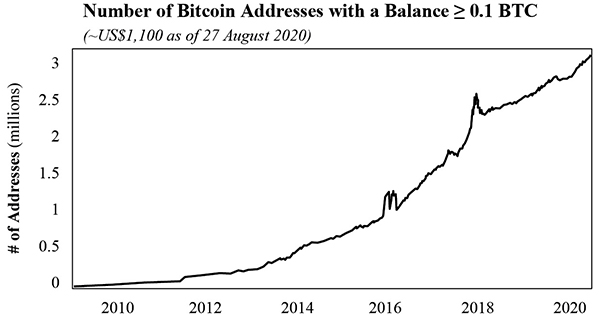 Number of Bitcoin Addresses with a Balance ≥ 0.1 BTC
(~US$1,100 as of 27 August 2020)
# of Addresses (millions)
3
2.5
2
1.5
1
0.5
0
2010 2012 2014 2016 2018 2020